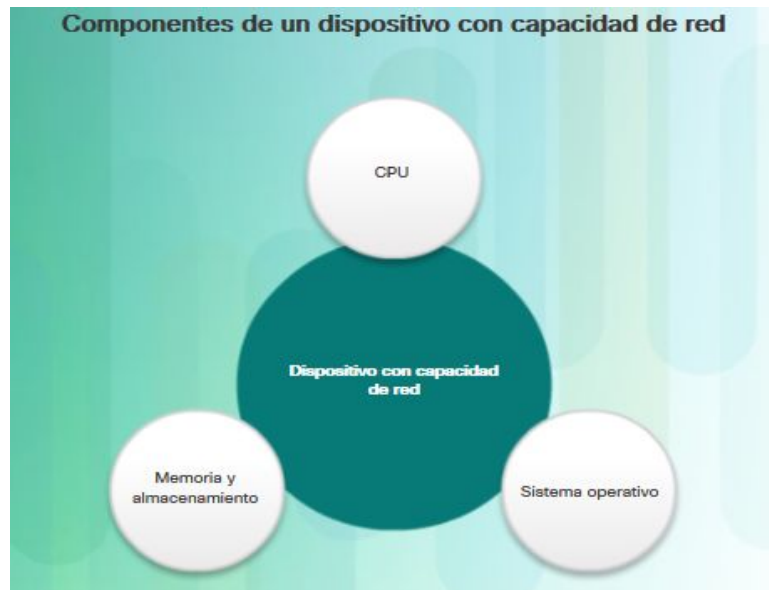 Componentes de un dispositivo con capacidad de red
CPU
Dispositivo con capacidad
de red
Memoria y
almacenamiento
Sistema operativo